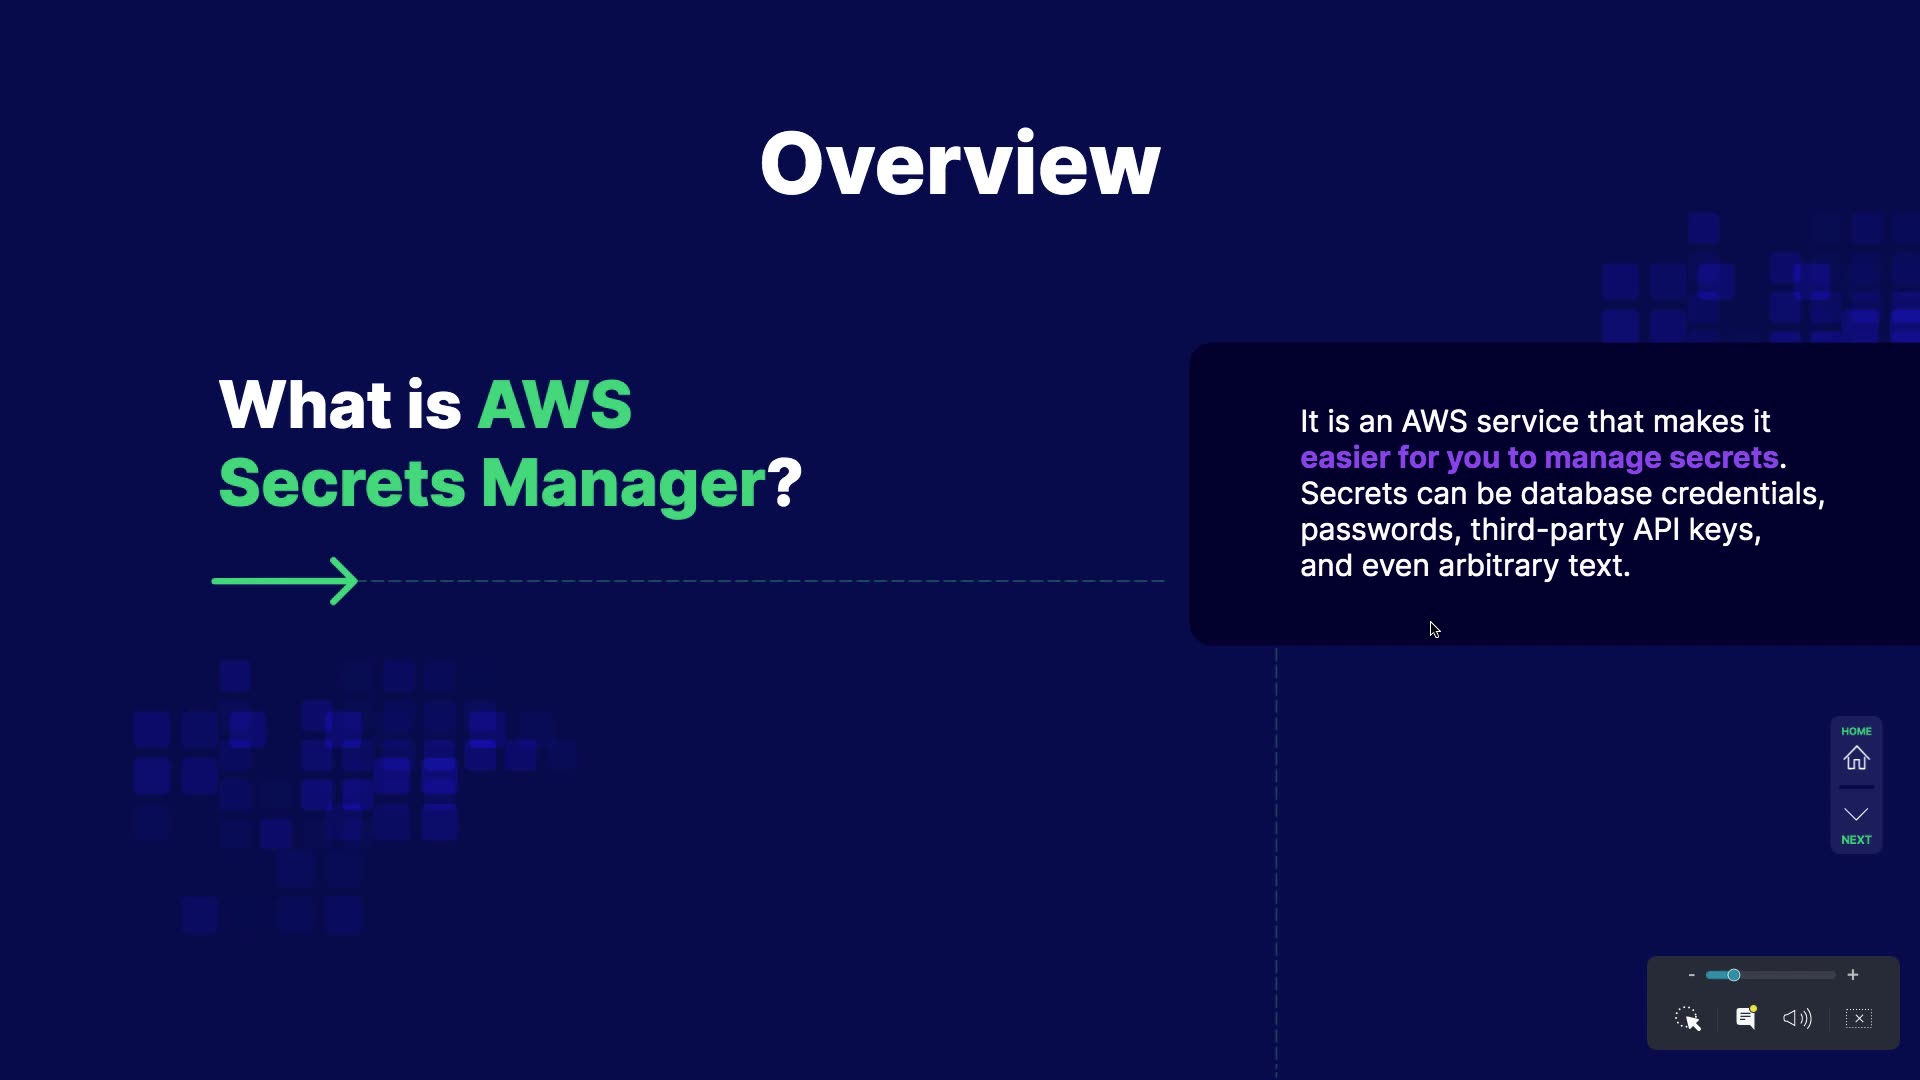 Overview
What is AWS
Secrets Manager?
It is an AWS service that makes it
easier for you to manage secrets.
Secrets can be database credentials,
passwords, third-party API keys,
and even arbitrary text.
HOME
NEXT
- +